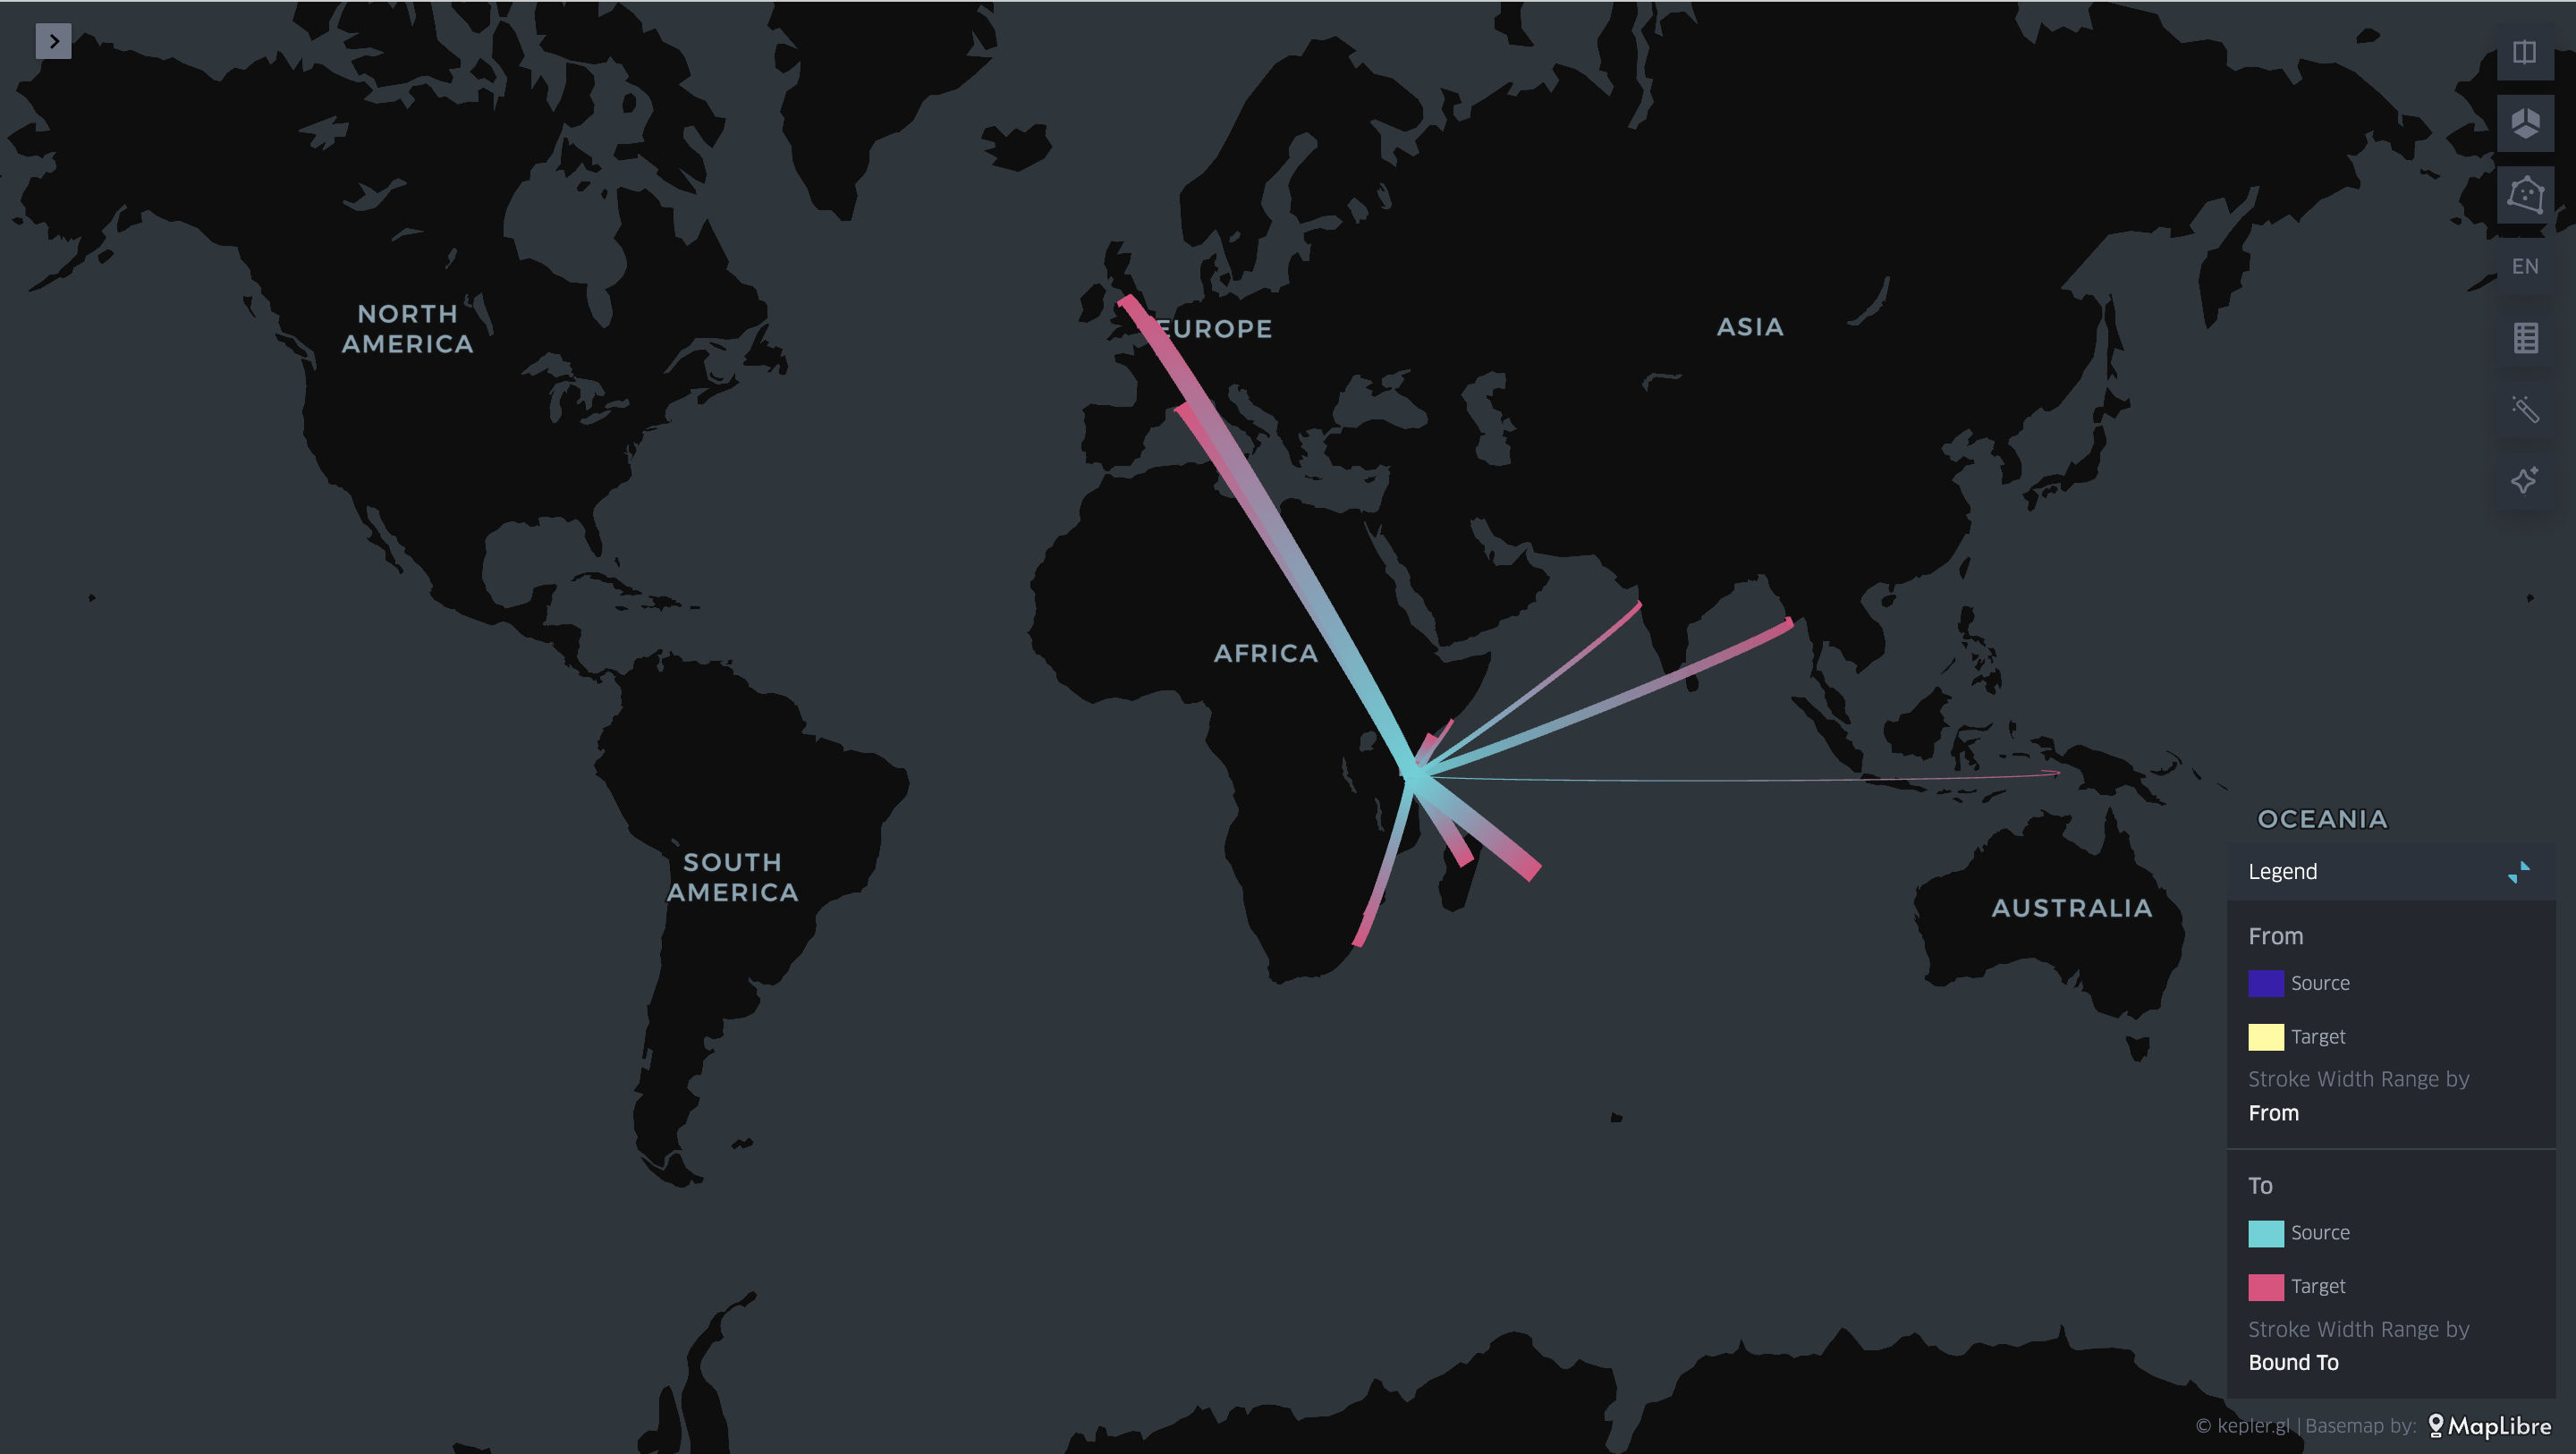 EN
NORTH
AMERICA
EUROPE
ASIA
AFRICA
OCEANIA
SOUTH
AMERICA
AUSTRALIA
Legend
From
Source
Target
Stroke Width Range by
From
To
Source
Target
Stroke Width Range by
Bound To
© kepler.gl | Basemap by: MapLibre